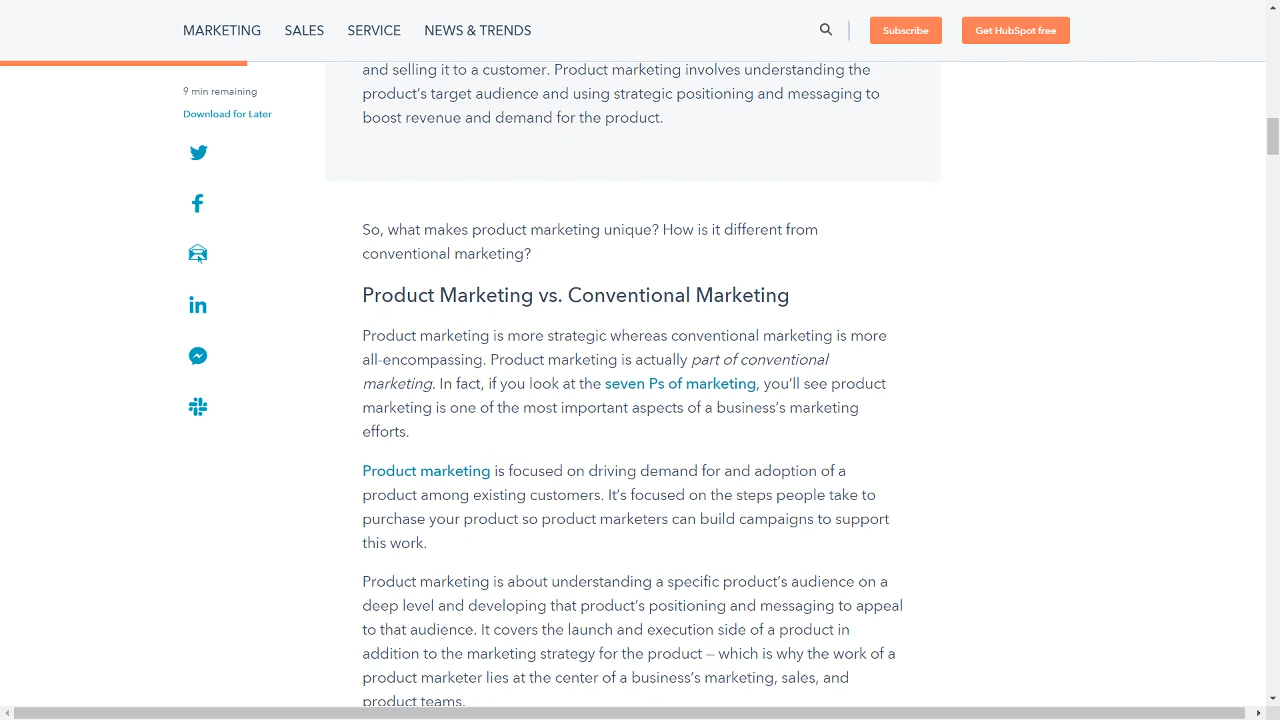 MARKETING SALES SERVICE NEWS & TRENDS Subscribe Get HubSpot free
9 min remaining
Download for Later
and selling it to a customer. Product marketing involves understanding the
product's target audience and using strategic positioning and messaging to
boost revenue and demand for the product.
So, what makes product marketing unique? How is it different from
conventional marketing?
Product Marketing vs. Conventional Marketing
Product marketing is more strategic whereas conventional marketing is more
all-encompassing. Product marketing is actually part of conventional
marketing. In fact, if you look at the seven Ps of marketing, you'll see product
marketing is one of the most important aspects of a business's marketing
efforts.
Product marketing is focused on driving demand for and adoption of a
product among existing customers. It's focused on the steps people take to
purchase your product so product marketers can build campaigns to support
this work.
Product marketing is about understanding a specific product's audience on a
deep level and developing that product's positioning and messaging to appeal
to that audience. It covers the launch and execution side of a product in
addition to the marketing strategy for the product — which is why the work of a
product marketer lies at the center of a business's marketing, sales, and
product teams.